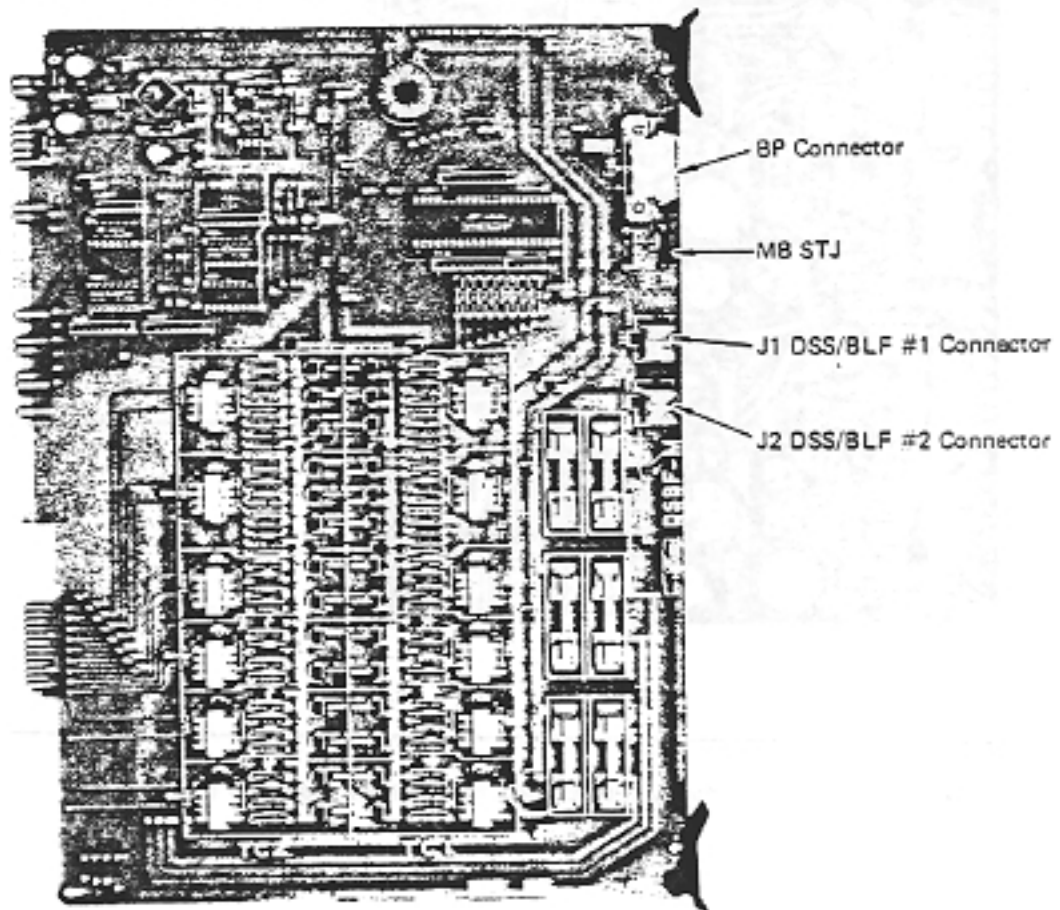 BP Connector
MB STJ
J1 DSS/BLF #1 Connector
J2 DSS/BLF #2 Connector